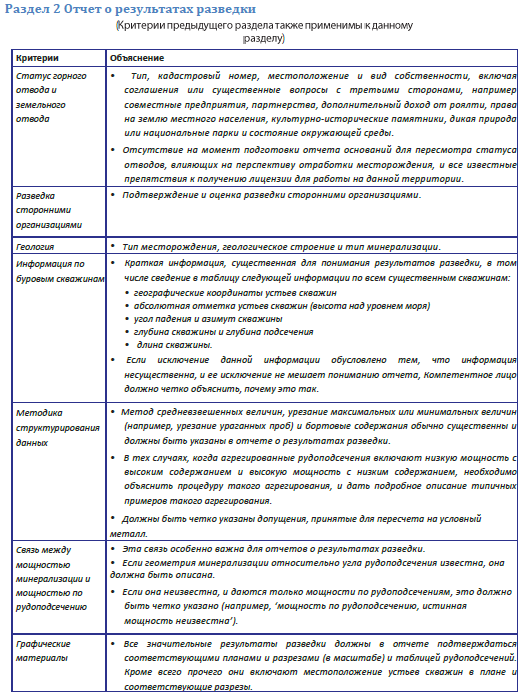 Раздел 2 Отчет о результатах разведки
(Критерии предыдущего раздела также применимы к данному
разделу)
Критерии
Объяснение
Статус горного
отвода и
земельного
отвода
• Тип, кадастровый номер, местоположение и вид собственности, включая
соглашения или существенные вопросы с третьими сторонами, например
совместные предприятия, партнерства, дополнительный доход от роялти, права
на землю местного населения, культурно-исторические памятники, дикая природа
или национальные парки и состояние окружающей среды.
• Отсутствие на момент подготовки отчета оснований для пересмотра статуса
отводов, влияющих на перспективу отработки месторождения, и все известные
препятствия к получению лицензии для работы на данной территории.
Разведка
сторонними
организациями
• Подтверждение и оценка разведки сторонними организациями.
Геология
• Тип месторождения, геологическое строение и тип минерализации.
Информация по
буровым скважинам
• Краткая информация, существенная для понимания результатов разведки, в том
числе сведение в таблицу следующей информации по всем существенным скважинам:
• географические координаты устьев скважин
• абсолютная отметка устьев скважин (высота над уровнем моря)
• угол падения и азимут скважины
• глубина скважины и глубина подсечения
• длина скважины.
• Если исключение данной информации обусловлено тем, что информация
несущественна, и ее исключение не мешает пониманию отчета, Компетентное лицо
должно четко объяснить, почему это так.
Методика
структурирования
данных
• Метод средневзвешенных величин, урезание максимальных или минимальных величин
(например, урезание ураганных проб) и бортовые содержания обычно существенны и
должны быть указаны в отчете о результатах разведки.
• В тех случаях, когда агрегированные рудоподсечения включают низкую мощность с
высоким содержанием и высокую мощность с низким содержанием, необходимо
объяснить процедуру такого агрегирования, и дать подробное описание типичных
примеров такого агрегирования.
• Должны быть четко указаны допущения, принятые для пересчета на условный
металл.
Связь между
мощностью
минерализации и
мощностью по
рудоподсечению
• Эта связь особенно важна для отчетов о результатах разведки.
• Если геометрия минерализации относительно угла рудоподсечения известна, она
должна быть описана.
• Если она неизвестна, и даются только мощности по рудоподсечениям, это должно
быть четко указано (например, ‘мощность по рудоподсечению, истинная
мощность неизвестна’).
Графические
материалы
• Все значительные результаты разведки должны в отчете подтверждаться
соответствующими планами и разрезами (в масштабе) и таблицей рудоподсечений.
Кроме всего прочего они включают местоположение устьев скважин в плане и
соответствующие разрезы.